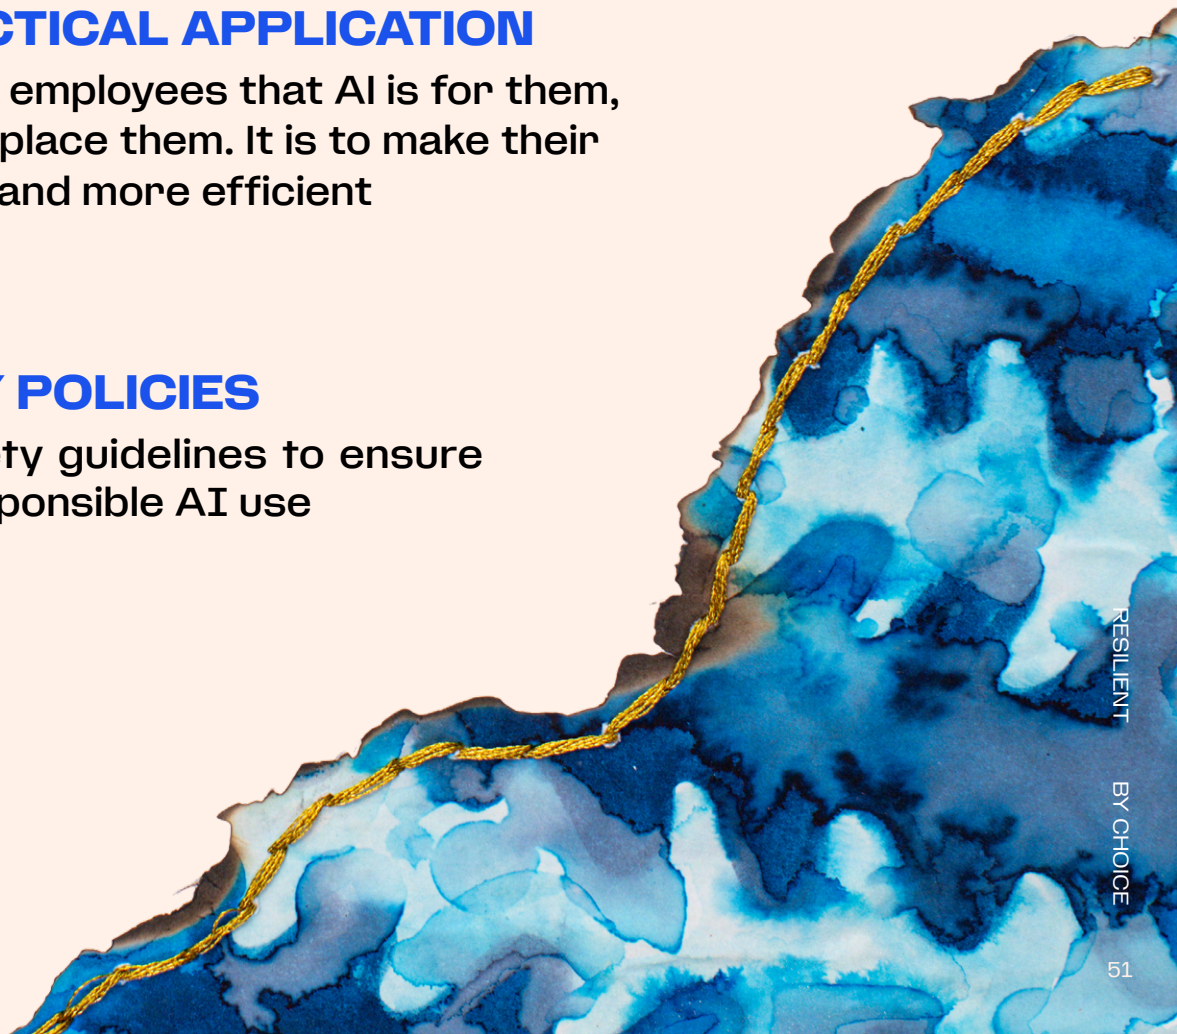 CTICAL APPLICATION
employees that AI is for them,
place them. It is to make their
and more efficient
POLICIES
ty guidelines to ensure
ponsible AI use
RESILIENT BY CHOICE
51